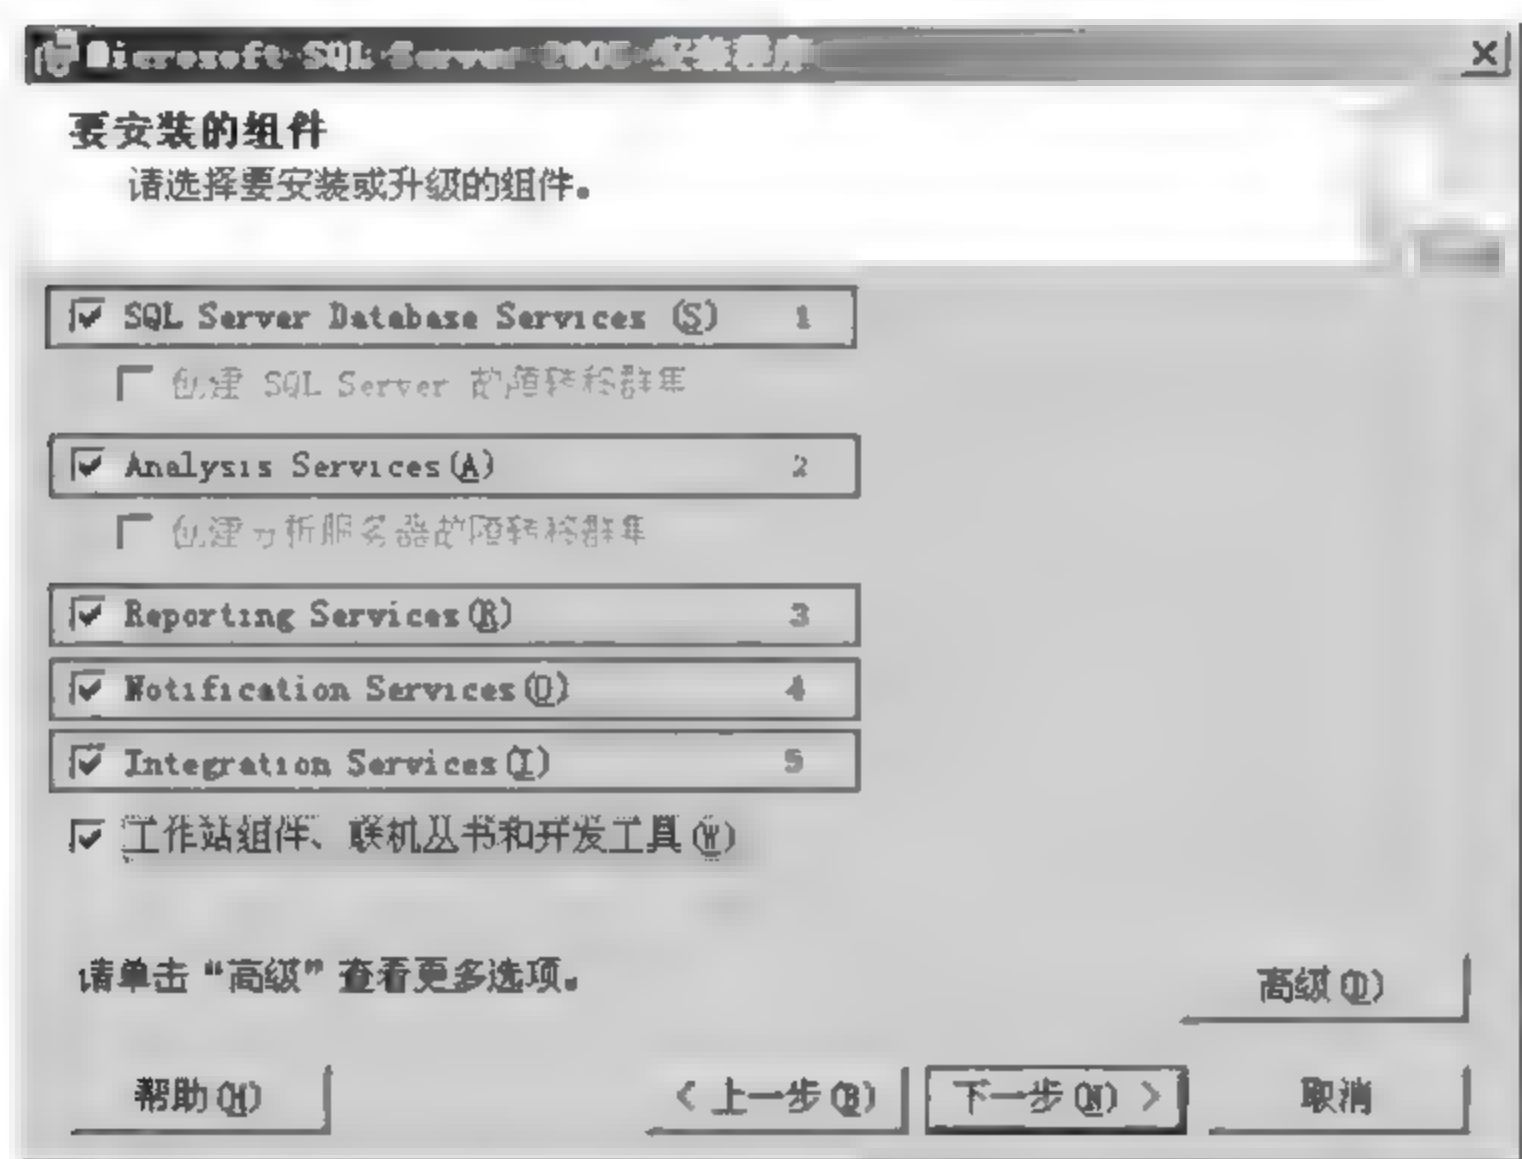 Microsoft SQL Server 2005 安装程序
要安装的组件
请选择要安装或升级的组件。
SQL Server Database Services (S) 1
创建 SQL Server 故障转移群集
Analysis Services(A) 2
创建分析服务器故障转移群集
Reporting Services(R) 3
Notification Services(O) 4
Integration Services(I) 5
工作站组件、联机丛书和开发工具(W)
请单击“高级”查看更多选项。
高级(D)
帮助(H)
< 上一步(B)
下一步(N) >
取消